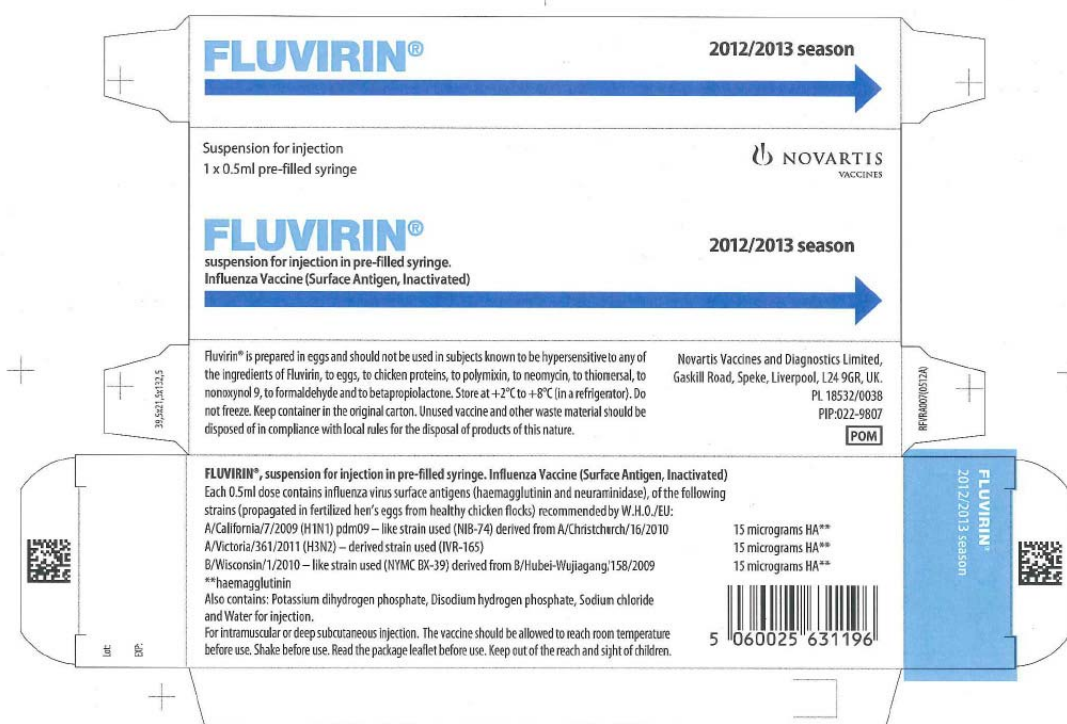 FLUVIRIN®
2012/2013 season
Suspension for injection
1 x 0.5ml pre-filled syringe
NOVARTIS
VACCINES
FLUVIRIN®
2012/2013 season
suspension for injection in pre-filled syringe.
Influenza Vaccine (Surface Antigen, Inactivated)
Fluvirin® is prepared in eggs and should not be used in subjects known to be hypersensitive to any of
the ingredients of Fluvirin, to eggs, to chicken proteins, to polymixin, to neomycin, to thiomersal, to
nonoxynol 9, to formaldehyde and to betapropiolactone. Store at +2°C to +8°C (in a refrigerator). Do
not freeze. Keep container in the original carton. Unused vaccine and other waste material should be
disposed of in compliance with local rules for the disposal of products of this nature.
Novartis Vaccines and Diagnostics Limited,
Gaskill Road, Speke, Liverpool, L24 9GR, UK.
PL 18532/0038
PIP:022-9807
POM
39,5x21,5x132,5
RFIVRA007(0512A)
FLUVIRIN®, suspension for injection in pre-filled syringe. Influenza Vaccine (Surface Antigen, Inactivated)
Each 0.5ml dose contains influenza virus surface antigens (haemagglutinin and neuraminidase), of the following
strains (propagated in fertilized hen's eggs from healthy chicken flocks) recommended by W.H.O./EU:
A/California/7/2009 (H1N1) pdm09 – like strain used (NIB-74) derived from A/Christchurch/16/2010 15 micrograms HA**
A/Victoria/361/2011 (H3N2) – derived strain used (IVR-165) 15 micrograms HA**
B/Wisconsin/1/2010 – like strain used (NYMC BX-39) derived from B/Hubei-Wujiagang/158/2009 15 micrograms HA**
**haemagglutinin
Also contains: Potassium dihydrogen phosphate, Disodium hydrogen phosphate, Sodium chloride
and Water for injection.
For intramuscular or deep subcutaneous injection. The vaccine should be allowed to reach room temperature
before use. Shake before use. Read the package leaflet before use. Keep out of the reach and sight of children.
5 060025 631196
Lot:
EXP:
FLUVIRIN®
2012/2013 season